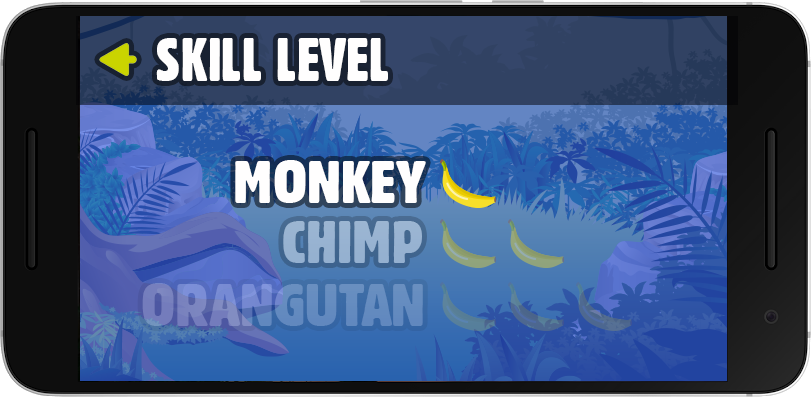 SKILL LEVEL
MONKEY
CHIMP
ORANGUTAN